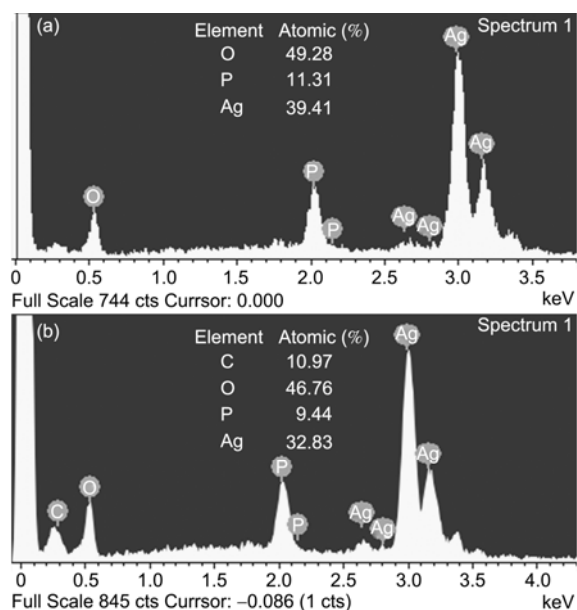 (a) Element Atomic (%) Spectrum 1
O 49.28
P 11.31
Ag 39.41
Ag
Ag
P
O
P
Ag
Ag
0 0.5 1.0 1.5 2.0 2.5 3.0 3.5
Full Scale 744 cts Currsor: 0.000 keV
(b) Element Atomic (%) Spectrum 1
C 10.97
O 46.76
P 9.44
Ag 32.83
Ag
Ag
P
O
C
P
Ag
Ag
0 0.5 1.0 1.5 2.0 2.5 3.0 3.5 4.0
Full Scale 845 cts Currsor: −0.086 (1 cts) keV